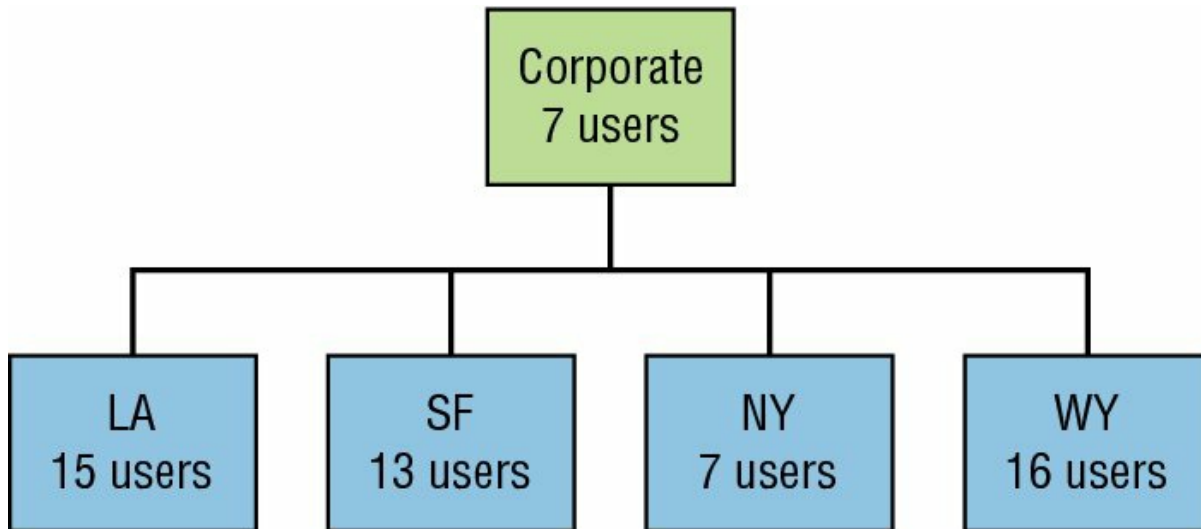 Corporate
7 users
LA
15 users
SF
13 users
NY
7 users
WY
16 users